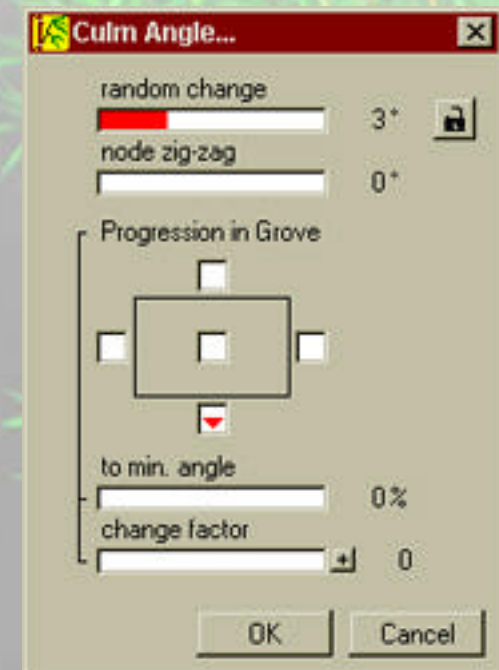 Culm Angle...
random change
3°
node zig-zag
0°
Progression in Grove
to min. angle
0%
change factor
+ 0
OK Cancel